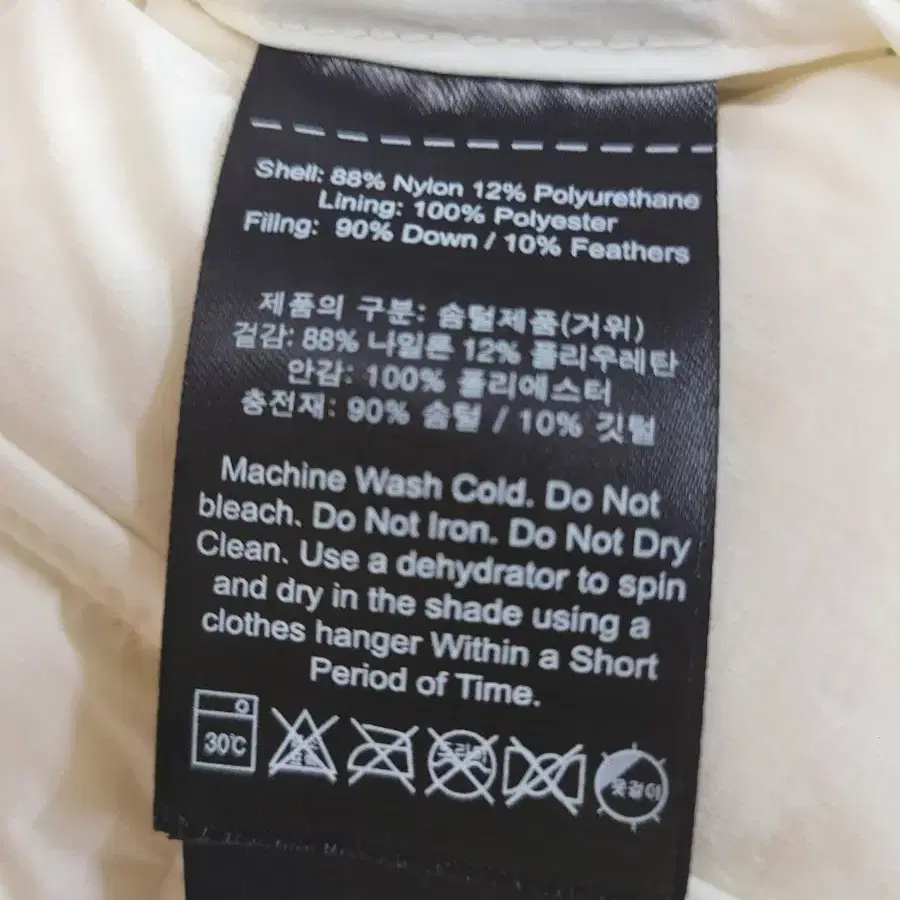 Shell: 88% Nylon 12% Polyurethane
Lining: 100% Polyester
Fillng: 90% Down / 10% Feathers
제품의 구분: 솜털제품(거위)
겉감: 88% 나일론 12% 폴리우레탄
안감: 100% 폴리에스터
충전재: 90% 솜털 / 10% 깃털
Machine Wash Cold. Do Not
bleach. Do Not Iron. Do Not Dry
Clean. Use a dehydrator to spin
and dry in the shade using a
clothes hanger Within a Short
Period of Time.
30℃
드라이
옷걸이